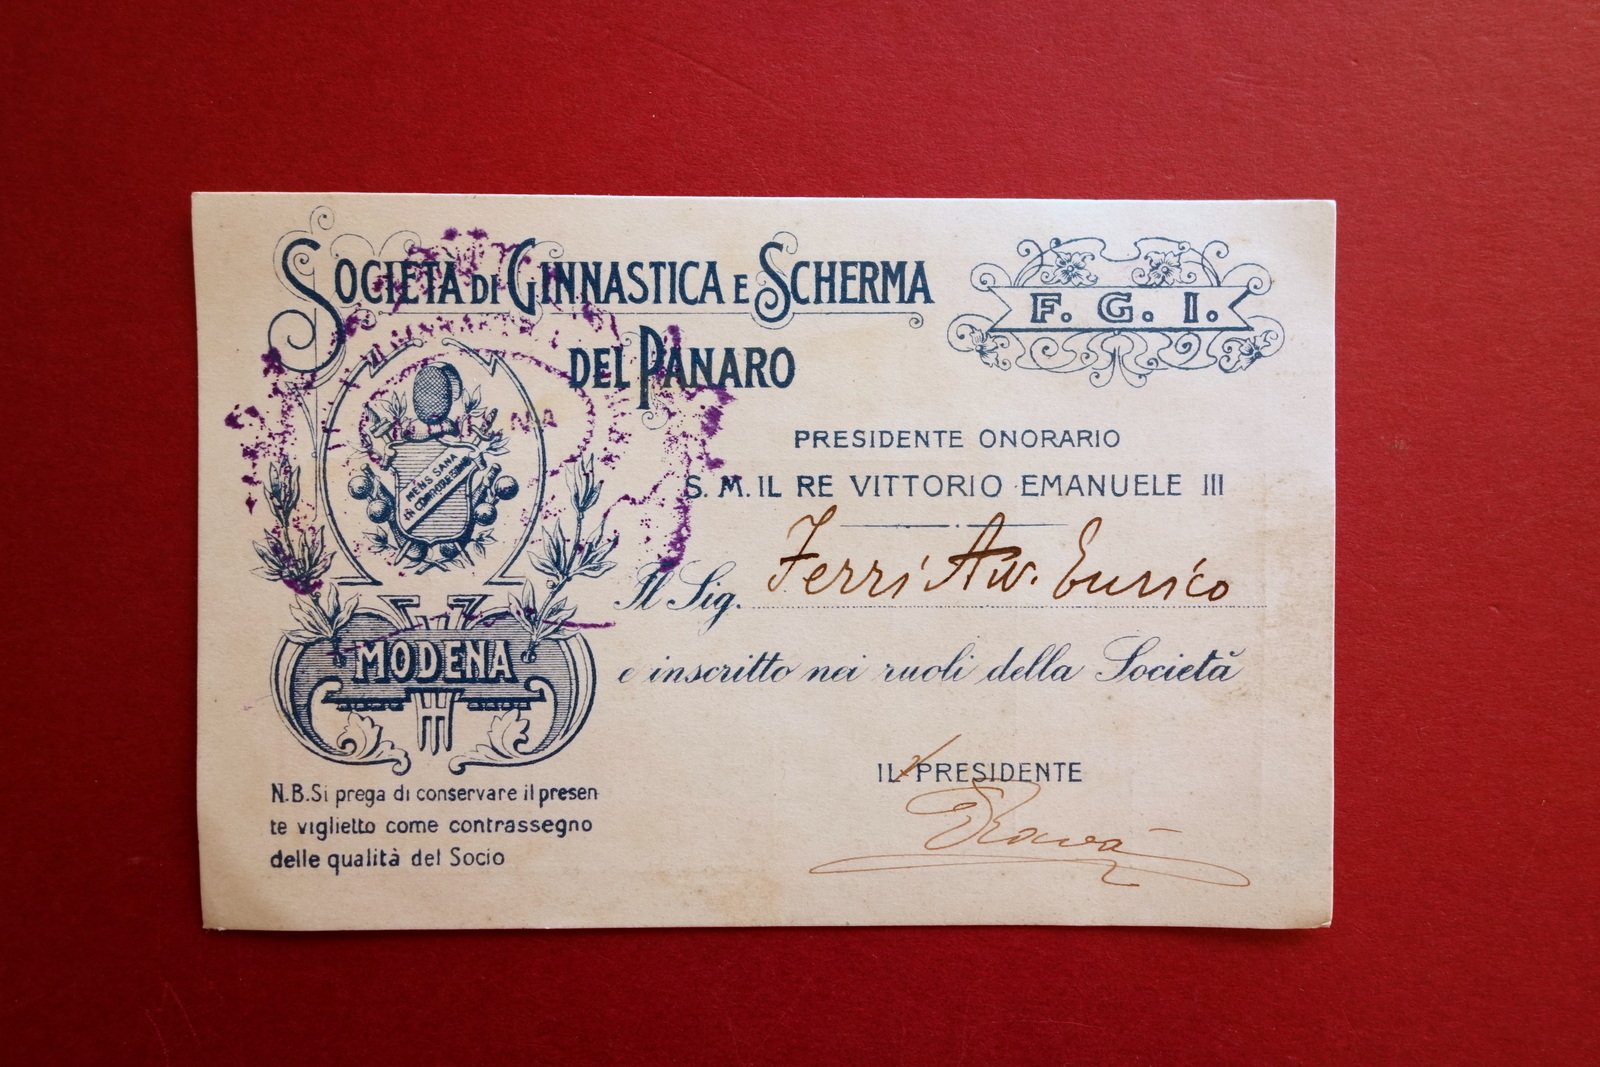 SOCIETÀ DI GINNASTICA E SCHERMA
DEL PANARO
F. G. I.
PRESIDENTE ONORARIO
S. M. IL RE VITTORIO EMANUELE III
MENS SANA
IN CORPORE SANO
Il Sig. Ferri Avv. Enrico
MODENA
e inscritto nei ruoli della Società
IL PRESIDENTE
N.B. Si prega di conservare il presen
te viglietto come contrassegno
delle qualità del Socio